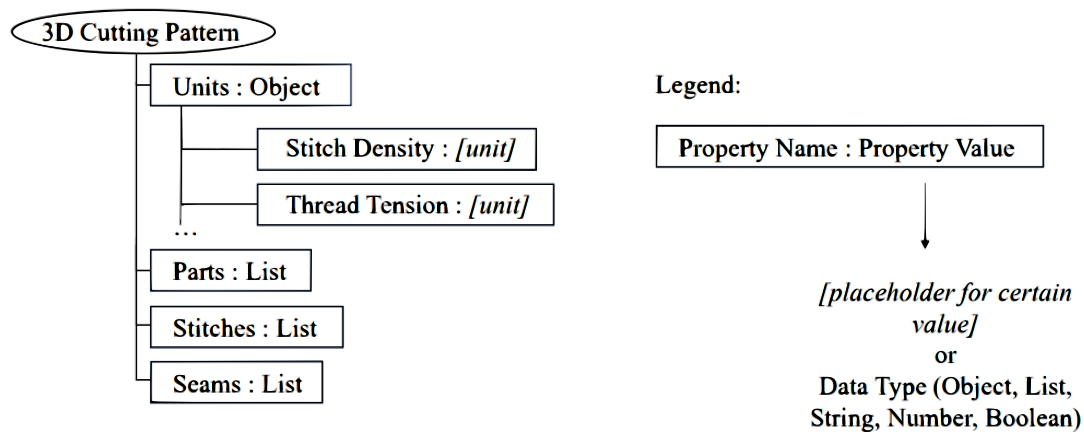 3D Cutting Pattern
Units : Object
Stitch Density : [unit]
Thread Tension : [unit]
...
Parts : List
Stitches : List
Seams : List
Legend:
Property Name : Property Value
[placeholder for certain
value]
or
Data Type (Object, List,
String, Number, Boolean)